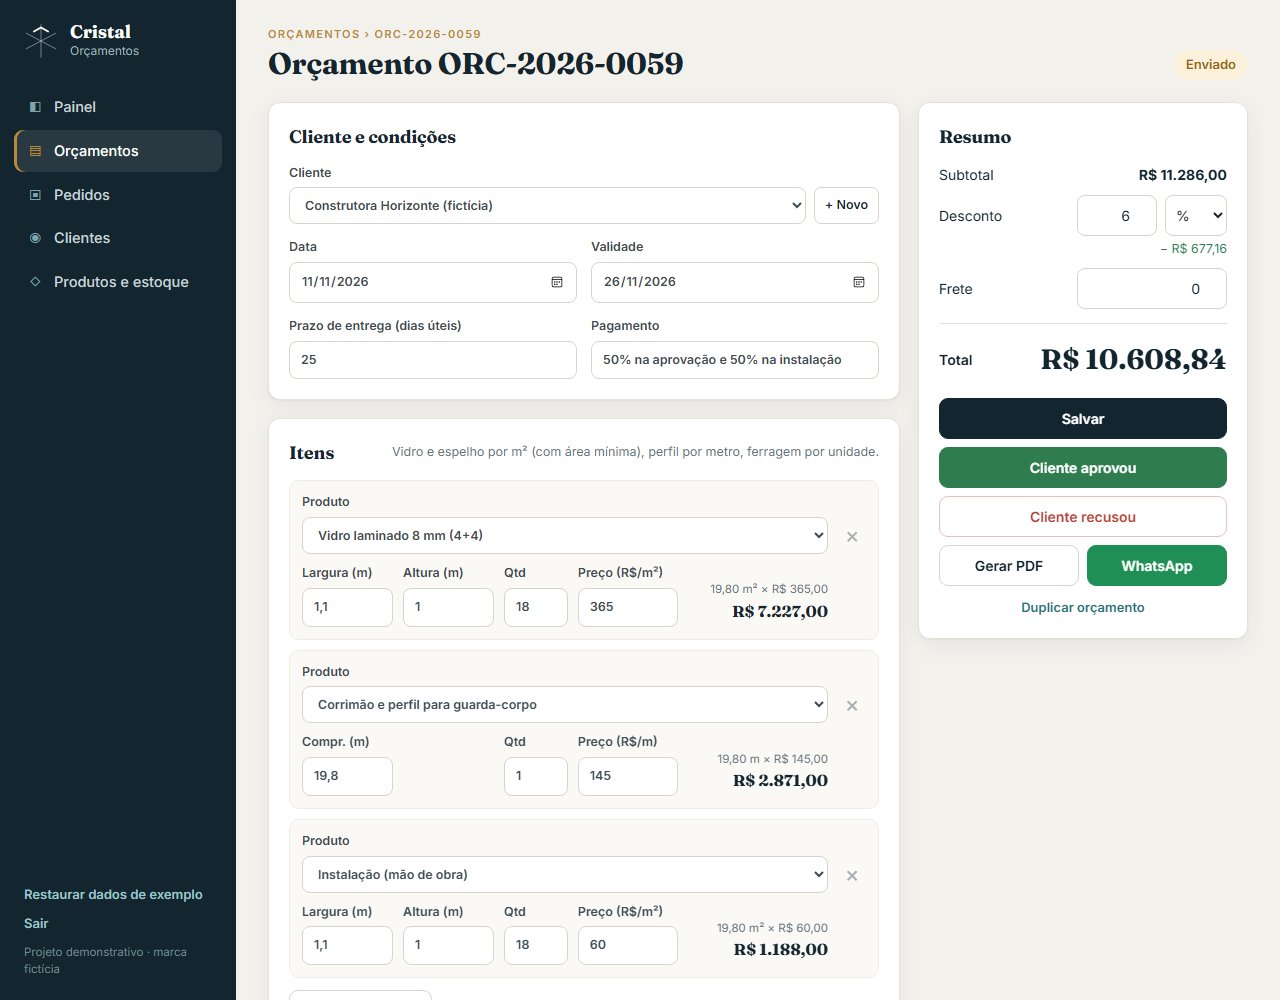 Cristal
Orçamentos
Painel
Orçamentos
Pedidos
Clientes
Produtos e estoque
Restaurar dados de exemplo
Sair
Projeto demonstrativo · marca
fictícia
ORÇAMENTOS › ORC-2026-0059
Orçamento ORC-2026-0059
Enviado
Cliente e condições
Cliente
Construtora Horizonte (fictícia)
+ Novo
Data
Validade
11/11/2026
26/11/2026
Prazo de entrega (dias úteis)
Pagamento
25
50% na aprovação e 50% na instalação
Itens
Vidro e espelho por m² (com área mínima), perfil por metro, ferragem por unidade.
Produto
Vidro laminado 8 mm (4+4)
×
Largura (m)
Altura (m)
Qtd
Preço (R$/m²)
1,1
1
18
365
19,80 m² × R$ 365,00
R$ 7.227,00
Produto
Corrimão e perfil para guarda-corpo
×
Compr. (m)
Qtd
Preço (R$/m)
19,8
1
145
19,80 m × R$ 145,00
R$ 2.871,00
Produto
Instalação (mão de obra)
×
Largura (m)
Altura (m)
Qtd
Preço (R$/m²)
1,1
1
18
60
19,80 m² × R$ 60,00
R$ 1.188,00
Resumo
Subtotal
R$ 11.286,00
Desconto
6
%
− R$ 677,16
Frete
0
Total
R$ 10.608,84
Salvar
Cliente aprovou
Cliente recusou
Gerar PDF
WhatsApp
Duplicar orçamento